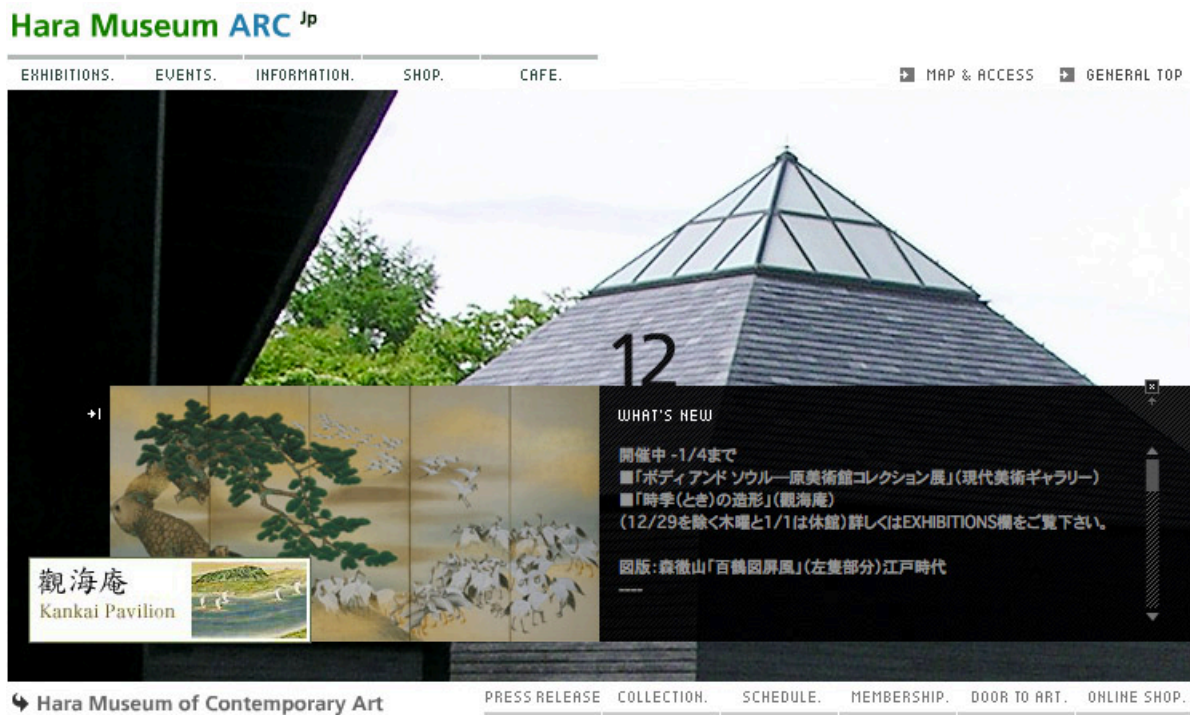 Hara Museum ARC Jp
EXHIBITIONS. EVENTS. INFORMATION. SHOP. CAFE. MAP & ACCESS GENERAL TOP
12
WHAT'S NEW
開催中 -1/4まで
■「ボディ アンド ソウル―原美術館コレクション展」(現代美術ギャラリー)
■「時季(とき)の造形」(觀海庵)
(12/29を除く木曜と1/1は休館)詳しくはEXHIBITIONS欄をご覧下さい。
図版:森徹山「百鶴図屏風」(左隻部分)江戸時代
----
觀海庵
Kankai Pavilion
Hara Museum of Contemporary Art
PRESS RELEASE COLLECTION. SCHEDULE. MEMBERSHIP. DOOR TO ART. ONLINE SHOP.